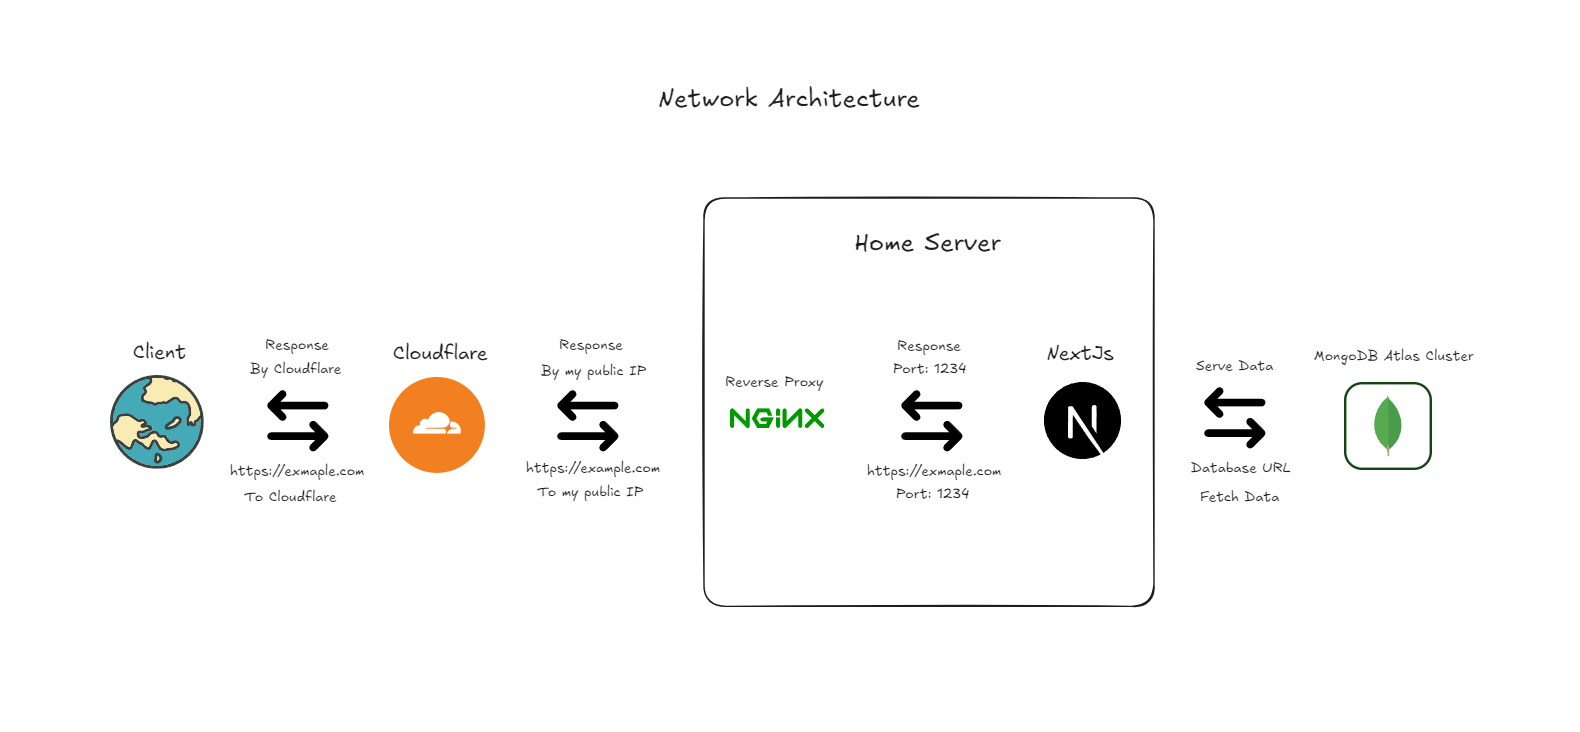 Network Architecture
Home Server
Client
Response
By Cloudflare
https://exmaple.com
To Cloudflare
Cloudflare
Response
By my public IP
https://example.com
To my public IP
Reverse Proxy
NGINX
Response
Port: 1234
https://exmaple.com
Port: 1234
NextJs
N
Serve Data
Database URL
Fetch Data
MongoDB Atlas Cluster